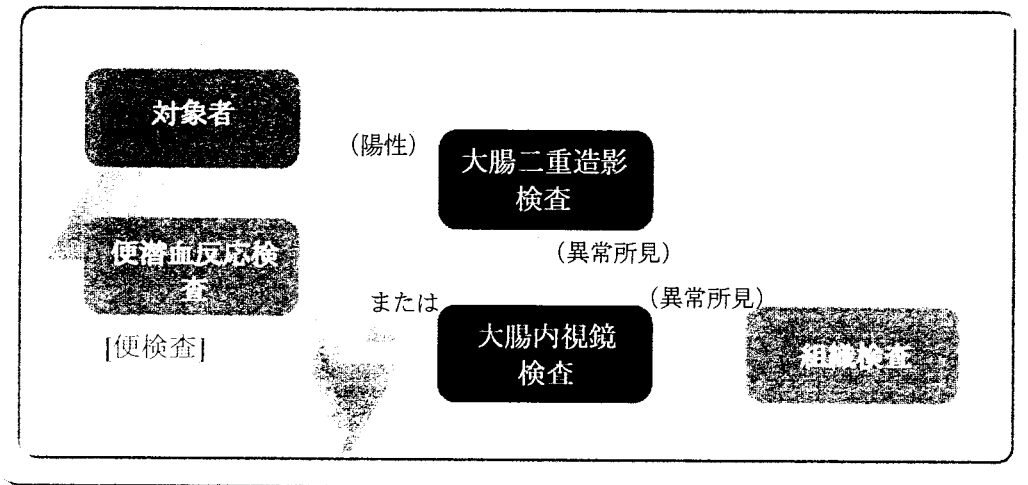 対象者
(陽性)
大腸二重造影
検査
便潜血反応検
査
(異常所見)
または
(異常所見)
[便検査]
大腸内視鏡
検査
組織検査